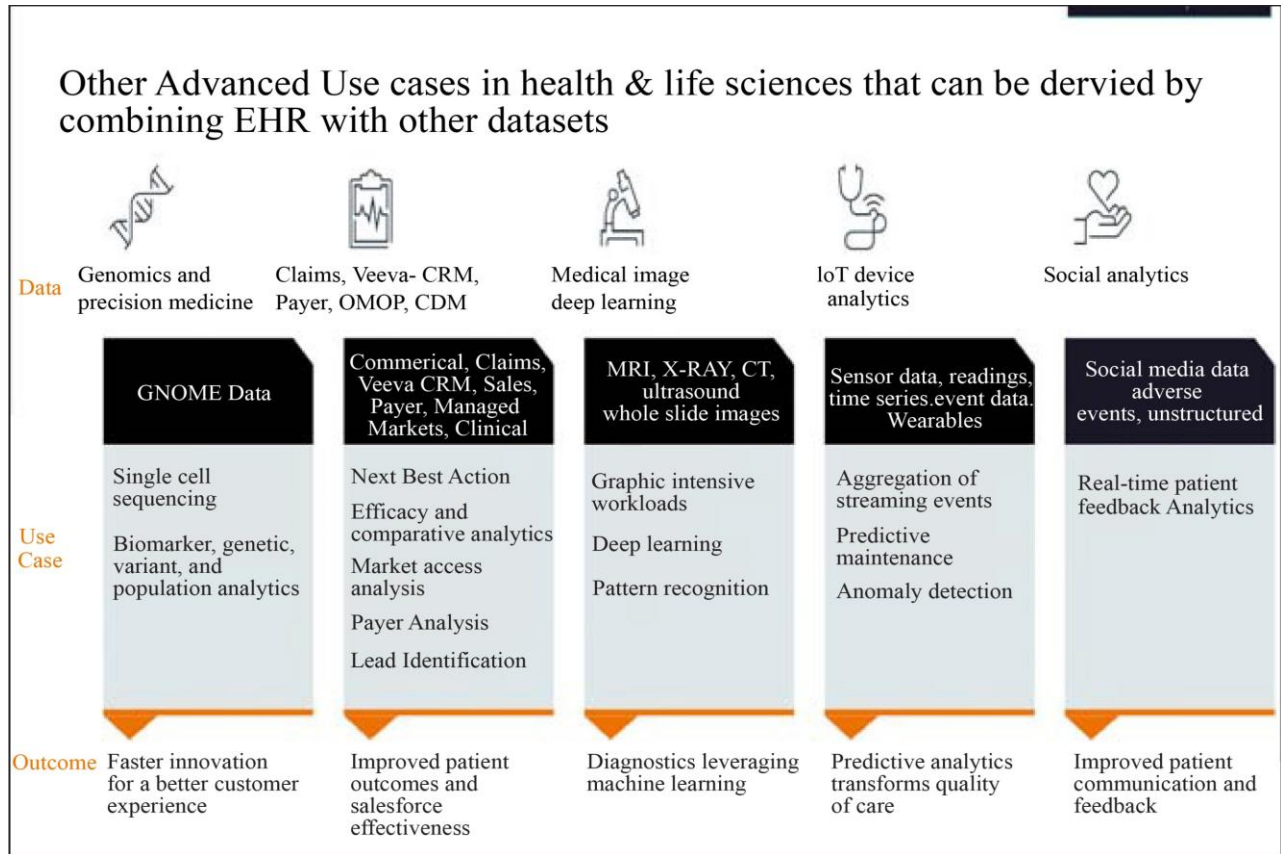 Other Advanced Use cases in health & life sciences that can be dervied by
combining EHR with other datasets
Data
Genomics and
precision medicine
Claims, Veeva- CRM,
Payer, OMOP, CDM
Medical image
deep learning
loT device
analytics
Social analytics
GNOME Data
Commerical, Claims,
Veeva CRM, Sales,
Payer, Managed
Markets, Clinical
MRI, X-RAY, CT,
ultrasound
whole slide images
Sensor data, readings,
time series.event data.
Wearables
Social media data
adverse
events, unstructured
Use
Case
Single cell
sequencing
Biomarker, genetic,
variant, and
population analytics
Next Best Action
Efficacy and
comparative analytics
Market access
analysis
Payer Analysis
Lead Identification
Graphic intensive
workloads
Deep learning
Pattern recognition
Aggregation of
streaming events
Predictive
maintenance
Anomaly detection
Real-time patient
feedback Analytics
Outcome
Faster innovation
for a better customer
experience
Improved patient
outcomes and
salesforce
effectiveness
Diagnostics leveraging
machine learning
Predictive analytics
transforms quality
of care
Improved patient
communication and
feedback